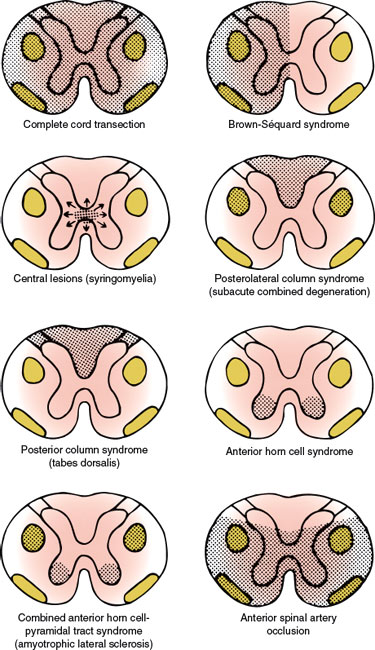 Complete cord transection
Brown-Séquard syndrome
Central lesions (syringomyelia)
Posterolateral column syndrome
(subacute combined degeneration)
Posterior column syndrome
(tabes dorsalis)
Anterior horn cell syndrome
Combined anterior horn cell-
pyramidal tract syndrome
(amyotrophic lateral sclerosis)
Anterior spinal artery
occlusion